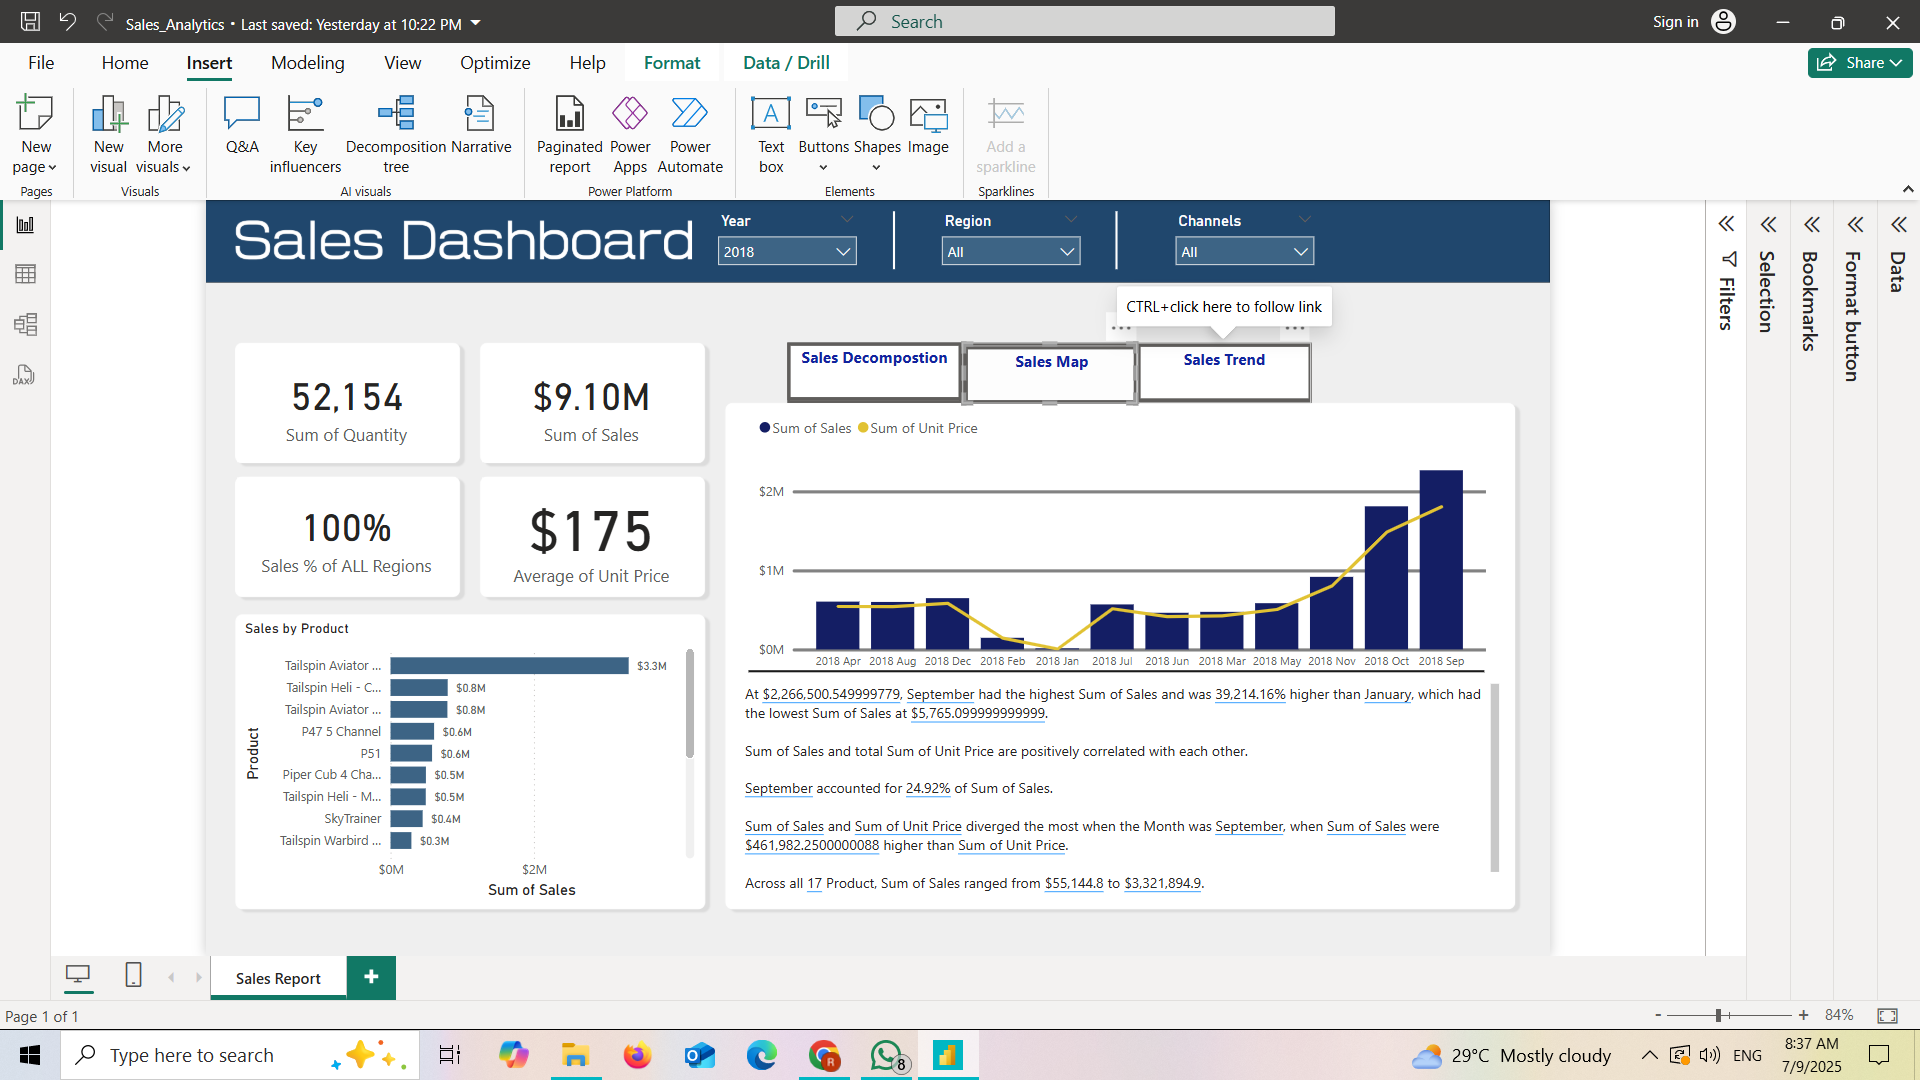 Sales_Analytics • Last saved: Yesterday at 10:22 PM
Search
Sign in
File Home Insert Modeling View Optimize Help Format Data / Drill
Share
New page
New visual
More visuals
Q&A
Key influencers
Decomposition tree
Narrative
Paginated report
Power Apps
Power Automate
Text box
Buttons
Shapes
Image
Add a sparkline
Pages
Visuals
AI visuals
Power Platform
Elements
Sparklines
DAX
Sales Dashboard
Year
2018
Region
All
Channels
All
CTRL+click here to follow link
Filters
Selection
Bookmarks
Format button
Data
Sales Decompostion
Sales Map
Sales Trend
52,154
Sum of Quantity
$9.10M
Sum of Sales
100%
Sales % of ALL Regions
$175
Average of Unit Price
Sales by Product
Product
Tailspin Aviator ... $3.3M
Tailspin Heli - C... $0.8M
Tailspin Aviator ... $0.8M
P47 5 Channel $0.6M
P51 $0.6M
Piper Cub 4 Cha... $0.5M
Tailspin Heli - M... $0.5M
SkyTrainer $0.4M
Tailspin Warbird ... $0.3M
$0M $2M
Sum of Sales
Sum of Sales Sum of Unit Price
$2M
$1M
$0M
2018 Apr 2018 Aug 2018 Dec 2018 Feb 2018 Jan 2018 Jul 2018 Jun 2018 Mar 2018 May 2018 Nov 2018 Oct 2018 Sep
At $2,266,500.549999779, September had the highest Sum of Sales and was 39,214.16% higher than January, which had
the lowest Sum of Sales at $5,765.099999999999.
Sum of Sales and total Sum of Unit Price are positively correlated with each other.
September accounted for 24.92% of Sum of Sales.
Sum of Sales and Sum of Unit Price diverged the most when the Month was September, when Sum of Sales were
$461,982.2500000088 higher than Sum of Unit Price.
Across all 17 Product, Sum of Sales ranged from $55,144.8 to $3,321,894.9.
Sales Report
Page 1 of 1
84%
Type here to search
R
8
29°C Mostly cloudy
ENG
8:37 AM
7/9/2025